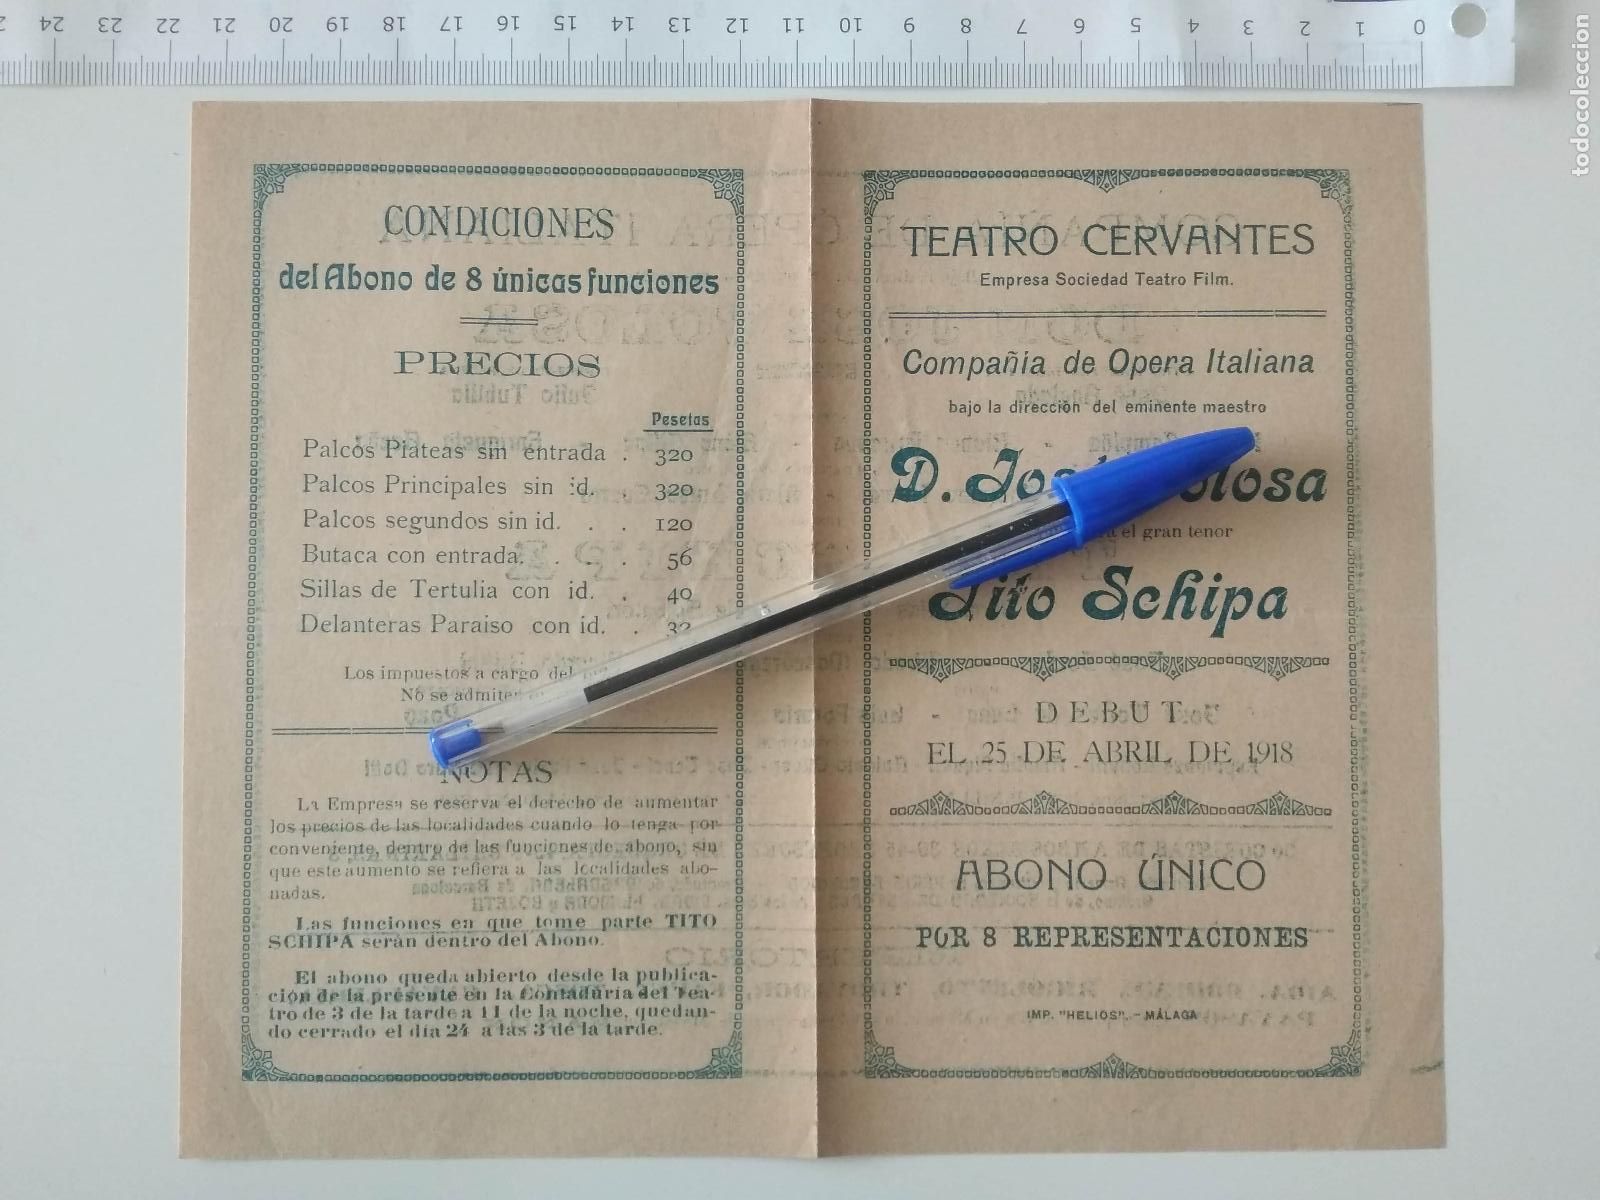 24 23 22 21 20 19 18 17 16 15 14 13 12 11 10 9 8 7 6 5 4 3 2 1 0
todocoleccion
CONDICIONES
del Abono de 8 únicas funciones
PRECIOS
Pesetas
Palcos Plateas sin entrada . 320
Palcos Principales sin id. . 320
Palcos segundos sin id. . . 120
Butaca con entrada. . . . 56
Sillas de Tertulia con id. . 40
Delanteras Paraiso con id. . 32
Los impuestos a cargo del
No se admiten
NOTAS
La Empresa se reserva el derecho de aumentar
los precios de las localidades cuando lo tenga por
conveniente, dentro de las funciones de abono, sin
que este aumento se refiera a las localidades abo-
nadas.
Las funciones en que tome parte TITO
SCHIPA serán dentro del Abono.
El abono queda abierto desde la publica-
ción de la presente en la Contaduría del Tea-
tro de 3 de la tarde a 11 de la noche, quedan-
do cerrado el día 24 a las 3 de la tarde.
TEATRO CERVANTES
Empresa Sociedad Teatro Film.
Compañia de Opera Italiana
bajo la dirección del eminente maestro
D. José olosa
el gran tenor
Tito Schipa
DEBUT
EL 25 DE ABRIL DE 1918
ABONO ÚNICO
POR 8 REPRESENTACIONES
IMP. "HELIOS". - MÁLAGA